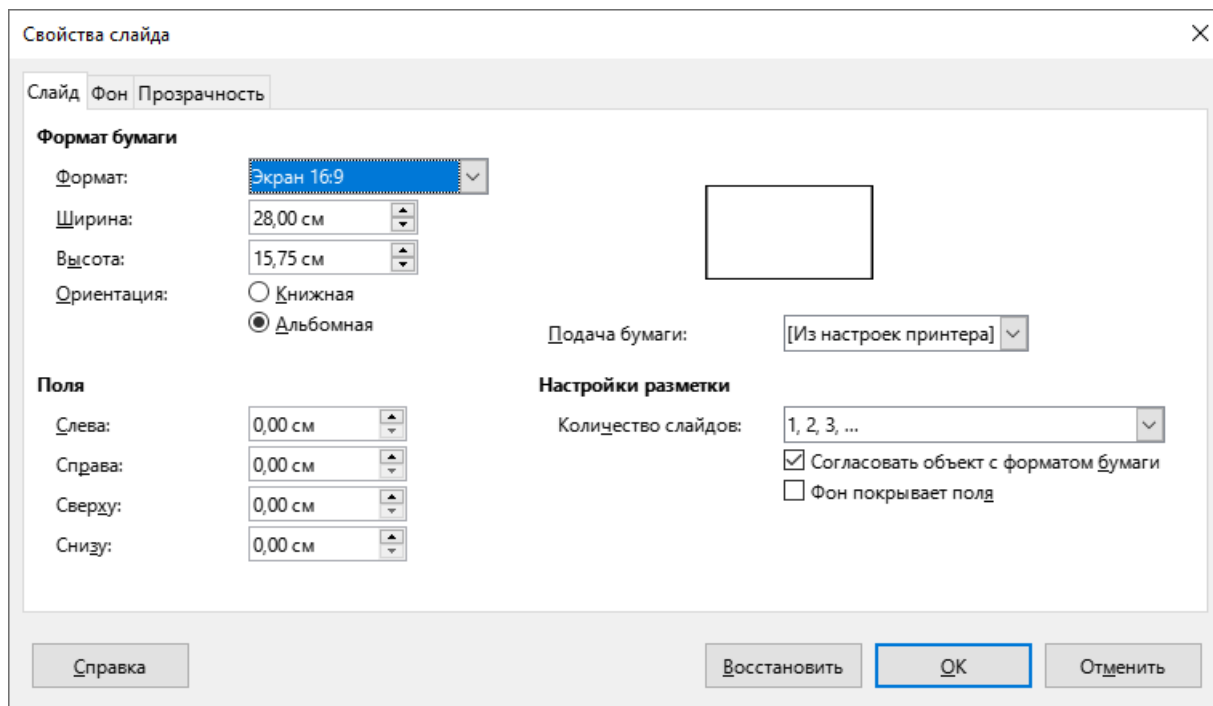 Свойства слайда
Слайд Фон Прозрачность
Формат бумаги
Формат: Экран 16:9
Ширина: 28,00 см
Высота: 15,75 см
Ориентация: Книжная
Альбомная
Подача бумаги: [Из настроек принтера]
Поля
Слева: 0,00 см
Справа: 0,00 см
Сверху: 0,00 см
Снизу: 0,00 см
Настройки разметки
Количество слайдов: 1, 2, 3, ...
Согласовать объект с форматом бумаги
Фон покрывает поля
Справка Восстановить ОК Отменить